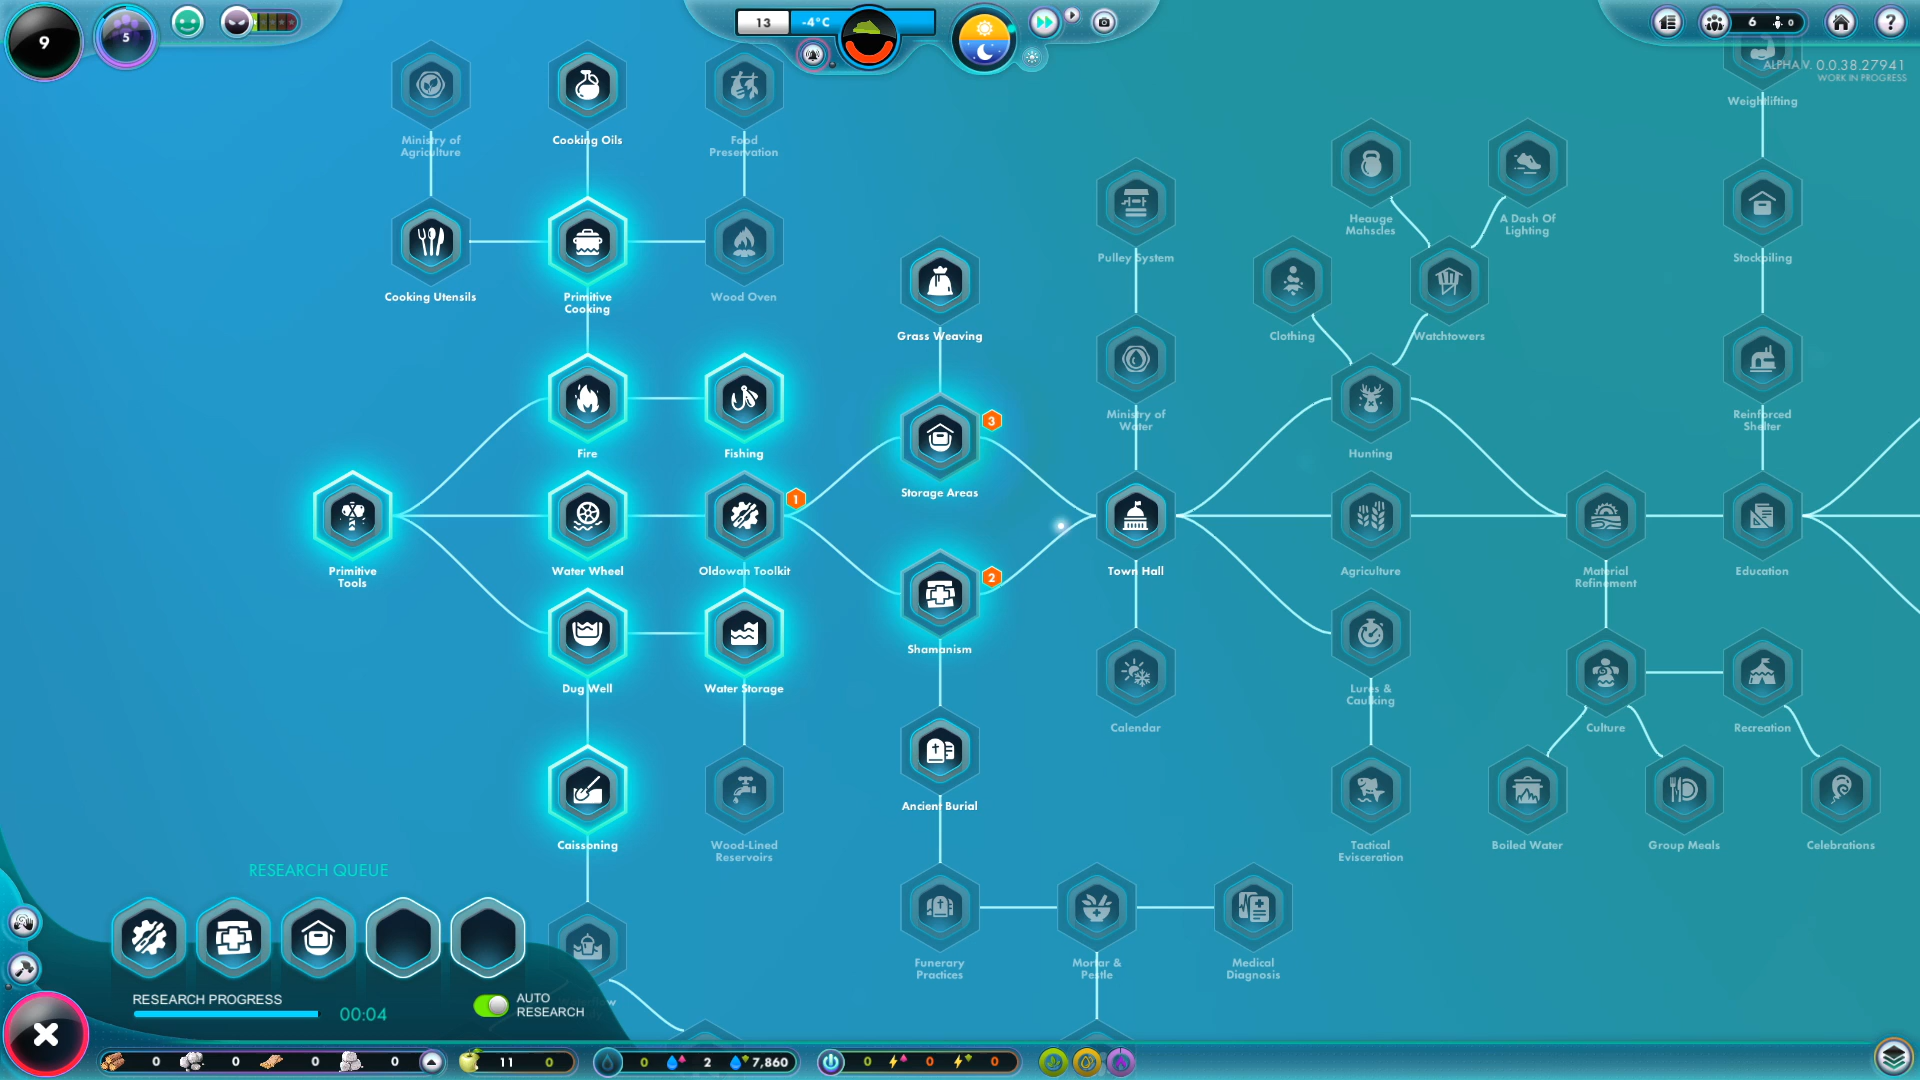 9
5
13
-4°C
6
0
ALPHA V. 0.0.38.27941
WORK IN PROGRESS
Weightlifting
Ministry of
Agriculture
Cooking Oils
Food
Preservation
Heauge
Mahscles
A Dash Of
Lighting
Pulley System
Stockpiling
Cooking Utensils
Primitive
Cooking
Wood Oven
Grass Weaving
Clothing
Watchtowers
Ministry of
Water
Reinforced
Shelter
3
Fire
Fishing
Storage Areas
Hunting
1
Primitive
Tools
Water Wheel
Oldowan Toolkit
2
Town Hall
Agriculture
Material
Refinement
Education
Shamanism
Dug Well
Water Storage
Calendar
Lures &
Caulking
Culture
Recreation
Ancient Burial
Caissoning
Wood-Lined
Reservoirs
Tactical
Evisceration
Boiled Water
Group Meals
Celebrations
RESEARCH QUEUE
Funerary
Practices
Mortar &
Pestle
Medical
Diagnosis
RESEARCH PROGRESS
00:04
AUTO
RESEARCH
0
0
0
0
11
0
0
2
7,860
0
0
0